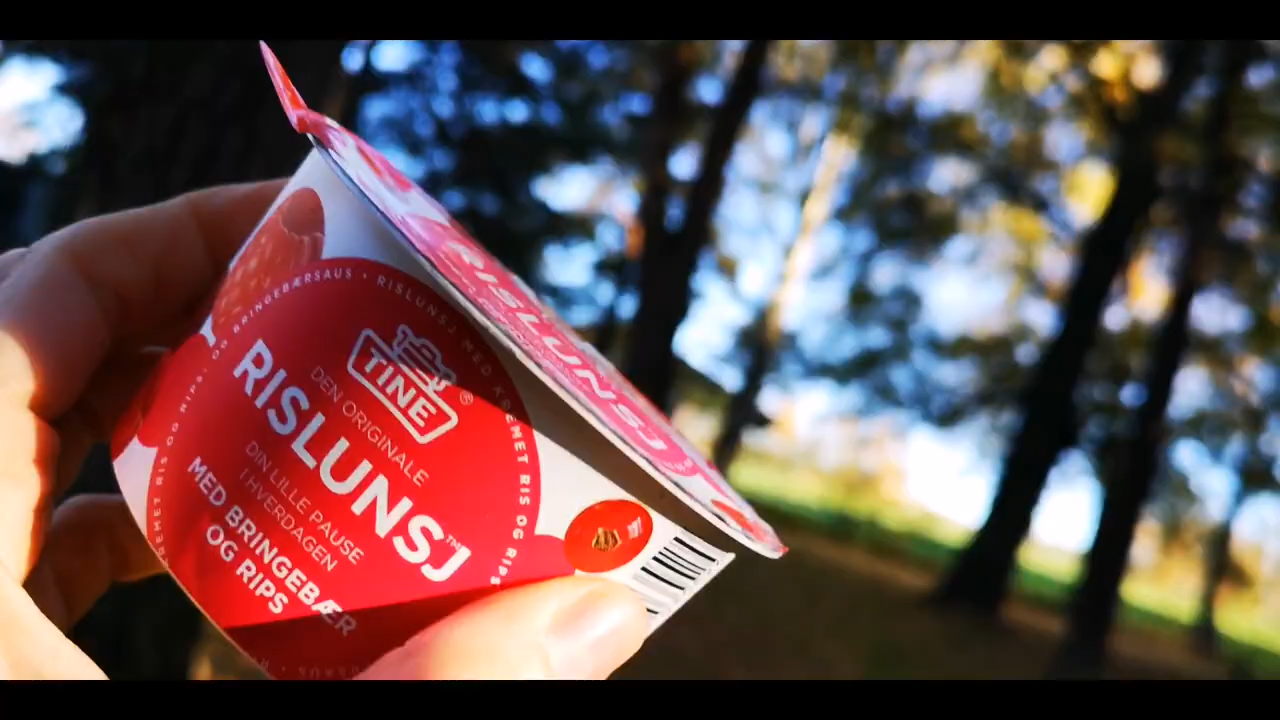 RISLUNSJ
TINE
®
DEN ORIGINALE
RISLUNSJ™
DIN LILLE PAUSE
I HVERDAGEN
MED BRINGEBÆR
OG RIPS
RISLUNSJ MED KREMET RIS OG RIPS-
OG BRINGEBÆRSAUS •